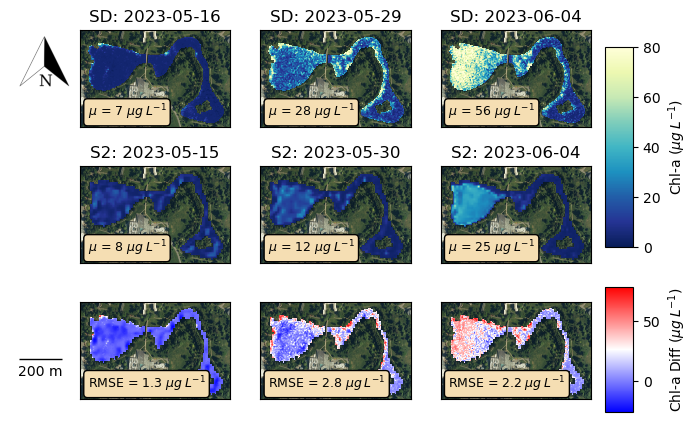 SD: 2023-05-16
SD: 2023-05-29
SD: 2023-06-04
N
μ = 7 μg L⁻¹
μ = 28 μg L⁻¹
μ = 56 μg L⁻¹
80
60
40
20
0
Chl-a (μg L⁻¹)
S2: 2023-05-15
S2: 2023-05-30
S2: 2023-06-04
μ = 8 μg L⁻¹
μ = 12 μg L⁻¹
μ = 25 μg L⁻¹
200 m
RMSE = 1.3 μg L⁻¹
RMSE = 2.8 μg L⁻¹
RMSE = 2.2 μg L⁻¹
50
0
Chl-a Diff (μg L⁻¹)